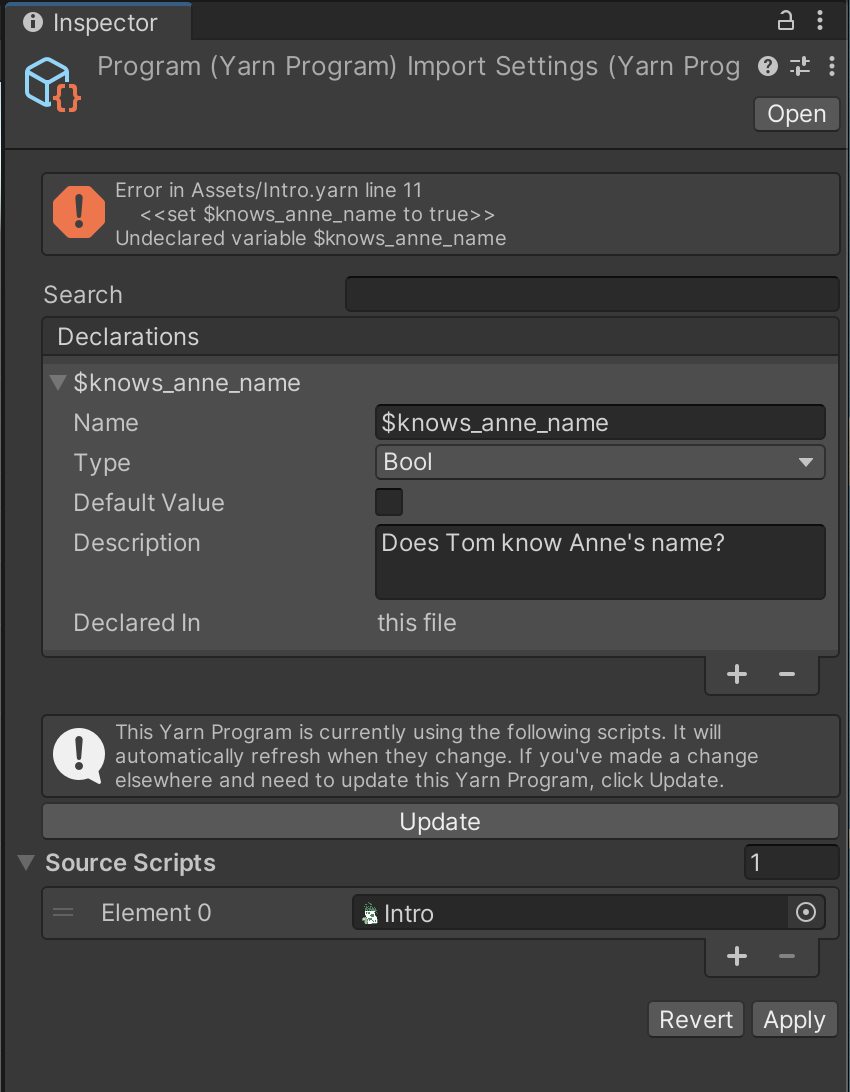 Inspector
Program (Yarn Program) Import Settings (Yarn Prog
Open
Error in Assets/Intro.yarn line 11
<<set $knows_anne_name to true>>
Undeclared variable $knows_anne_name
Search
Declarations
$knows_anne_name
Name $knows_anne_name
Type Bool
Default Value
Description Does Tom know Anne's name?
Declared In this file
This Yarn Program is currently using the following scripts. It will
automatically refresh when they change. If you've made a change
elsewhere and need to update this Yarn Program, click Update.
Update
Source Scripts 1
Element 0 Intro
Revert Apply